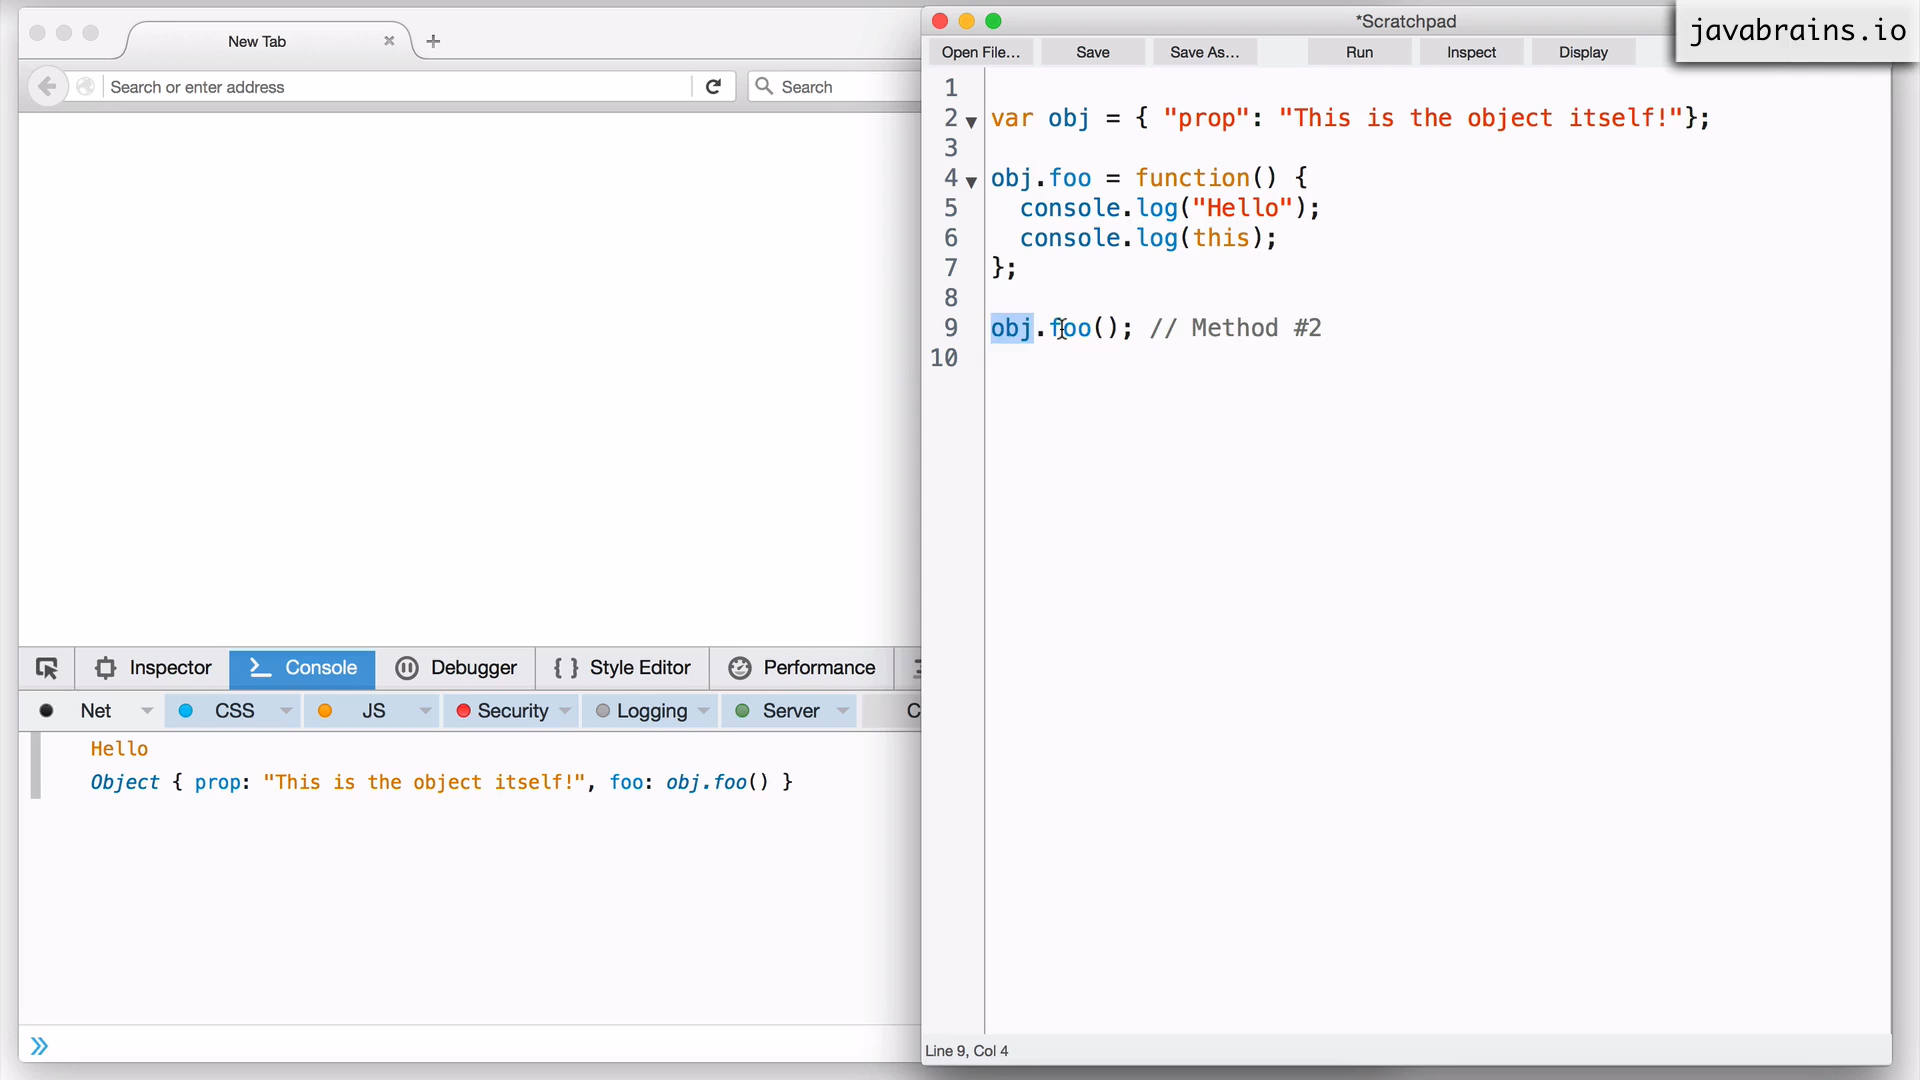 New Tab
Search or enter address
Search
*Scratchpad
javabrains.io
Open File... Save Save As... Run Inspect Display
1
2 var obj = { "prop": "This is the object itself!"};
3
4 obj.foo = function() {
5 console.log("Hello");
6 console.log(this);
7 };
8
9 obj.foo(); // Method #2
10
Inspector Console Debugger { } Style Editor Performance
Net CSS JS Security Logging Server C
Hello
Object { prop: "This is the object itself!", foo: obj.foo() }
Line 9, Col 4